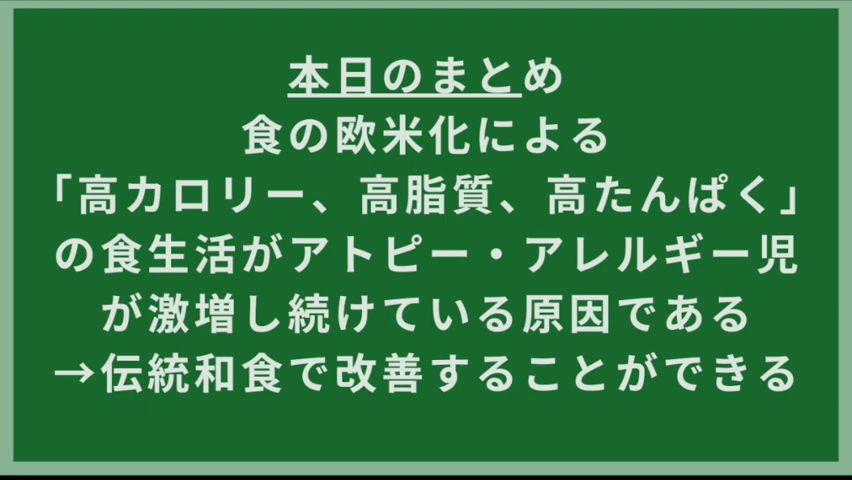 本日のまとめ
食の欧米化による
「高カロリー、高脂質、高たんぱく」
の食生活がアトピー・アレルギー児
が激増し続けている原因である
→伝統和食で改善することができる